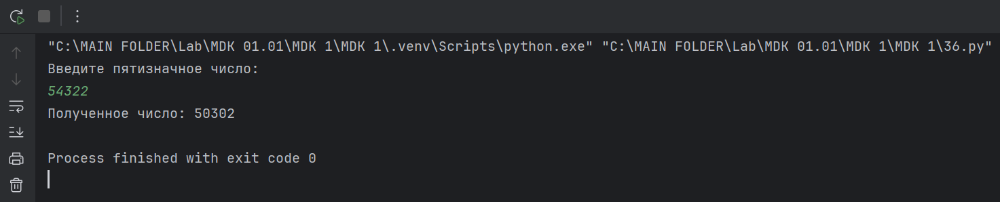 "C:\MAIN FOLDER\Lab\MDK 01.01\MDK 1\MDK 1\.venv\Scripts\python.exe" "C:\MAIN FOLDER\Lab\MDK 01.01\MDK 1\MDK 1\36.py"
Введите пятизначное число:
54322
Полученное число: 50302
Process finished with exit code 0